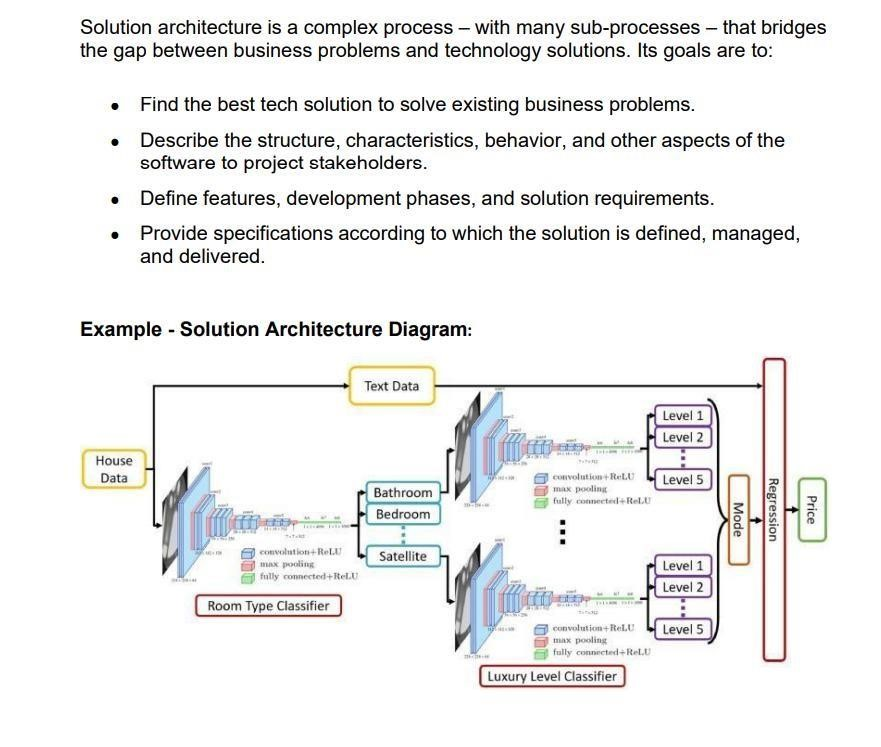 Solution architecture is a complex process – with many sub-processes – that bridges
the gap between business problems and technology solutions. Its goals are to:
• Find the best tech solution to solve existing business problems.
• Describe the structure, characteristics, behavior, and other aspects of the
software to project stakeholders.
• Define features, development phases, and solution requirements.
• Provide specifications according to which the solution is defined, managed,
and delivered.
Example - Solution Architecture Diagram:
Text Data
House
Data
convolution+ReLU
max pooling
fully connected+ReLU
Room Type Classifier
Bathroom
Bedroom
Satellite
convolution+ReLU
max pooling
fully connected+ReLU
Level 1
Level 2
Level 5
convolution+ReLU
max pooling
fully connected+ReLU
Level 1
Level 2
Level 5
Luxury Level Classifier
Mode
Regression
Price